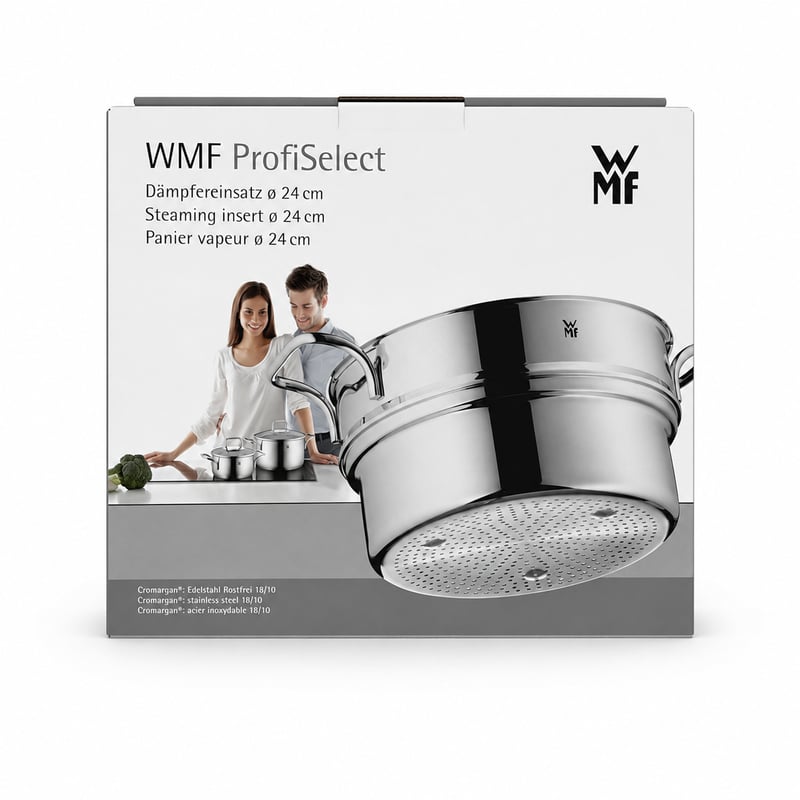 WMF ProfiSelect
Dämpfereinsatz ø 24 cm
Steaming insert ø 24 cm
Panier vapeur ø 24 cm
WMF
WMF
Cromargan®: Edelstahl Rostfrei 18/10
Cromargan®: stainless steel 18/10
Cromargan®: acier inoxydable 18/10